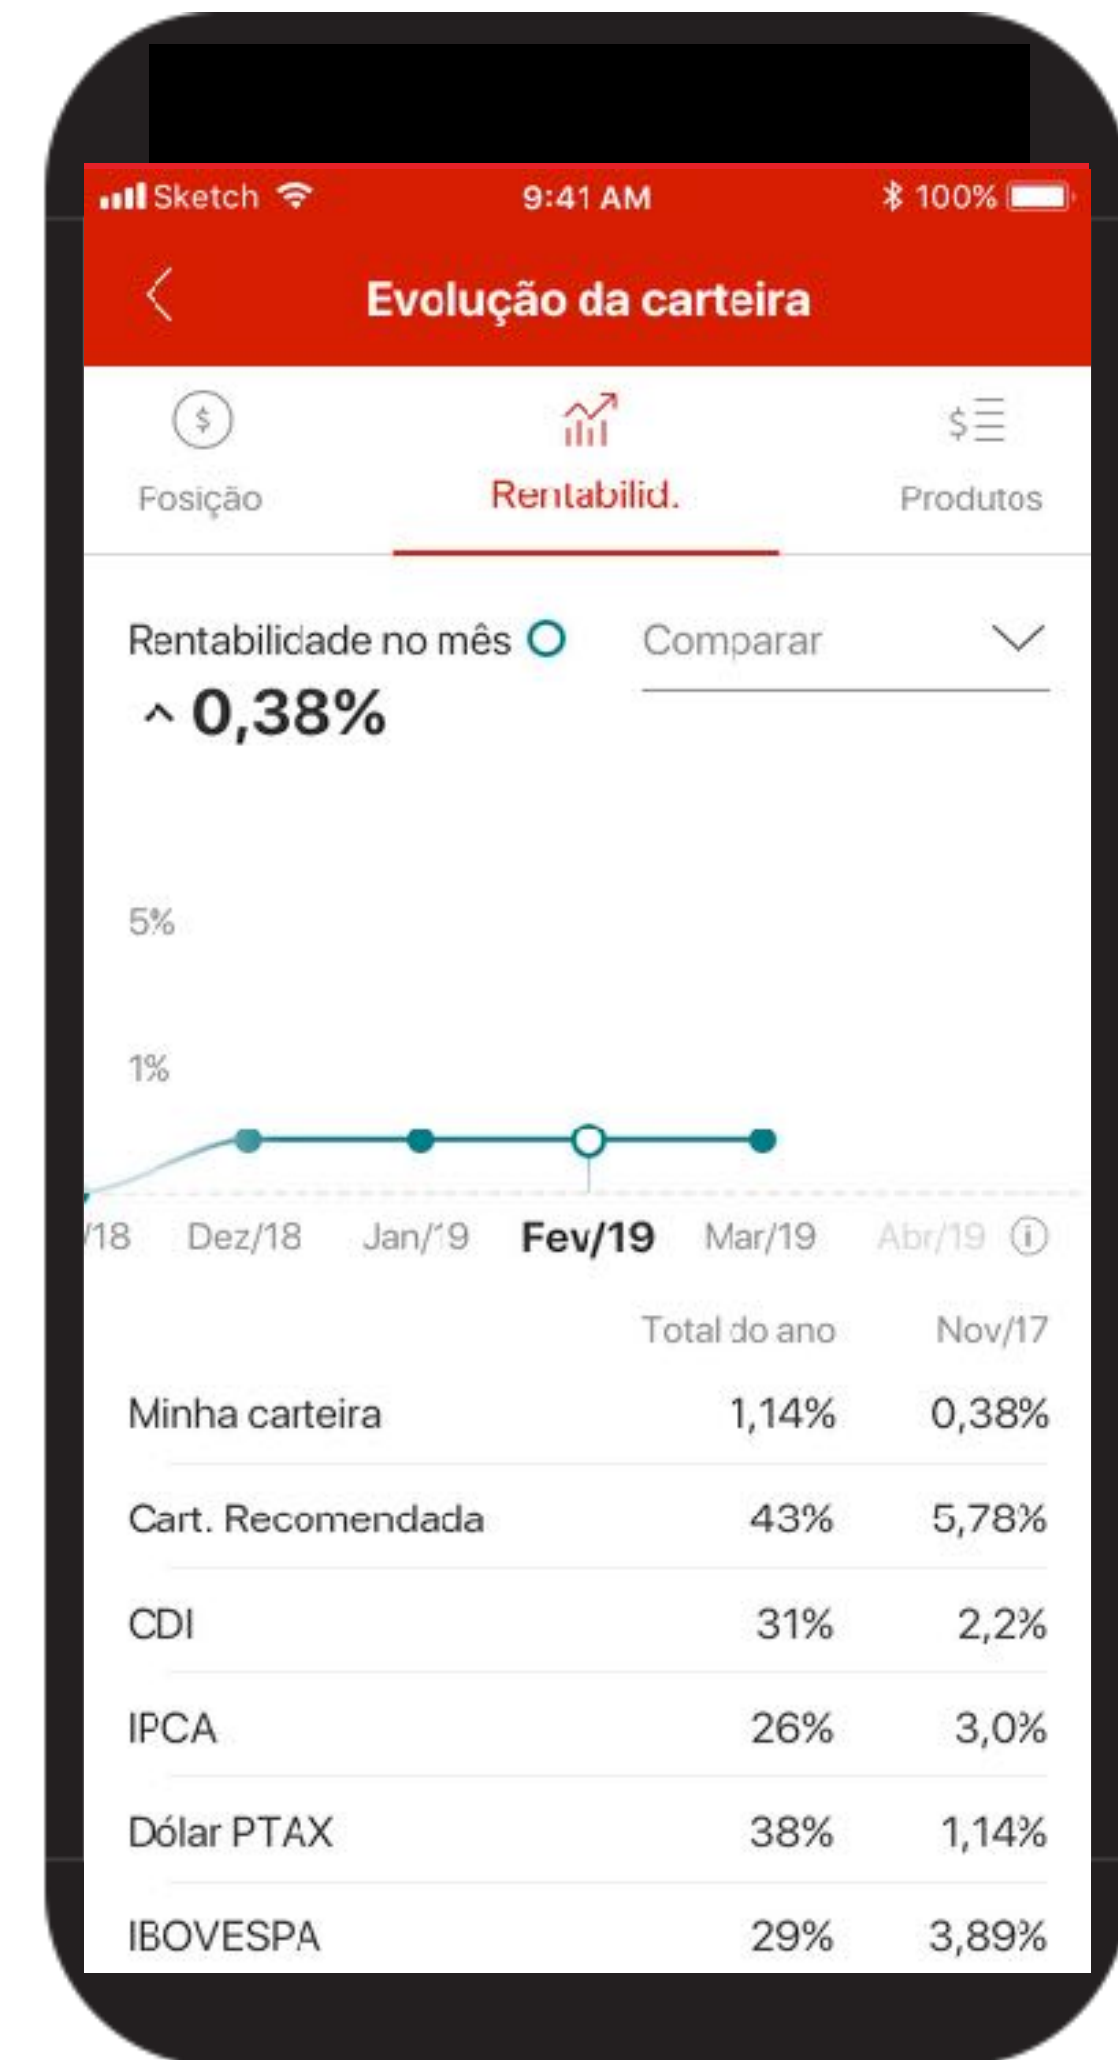 Sketch 9:41 AM 100%
Evolução da carteira
Posição Rentabilid. Produtos
Rentabilidade no mês Comparar
^ 0,38%
5%
1%
/18 Dez/18 Jan/19 Fev/19 Mar/19 Abr/19
Total do ano Nov/17
Minha carteira 1,14% 0,38%
Cart. Recomendada 43% 5,78%
CDI 31% 2,2%
IPCA 26% 3,0%
Dólar PTAX 38% 1,14%
IBOVESPA 29% 3,89%